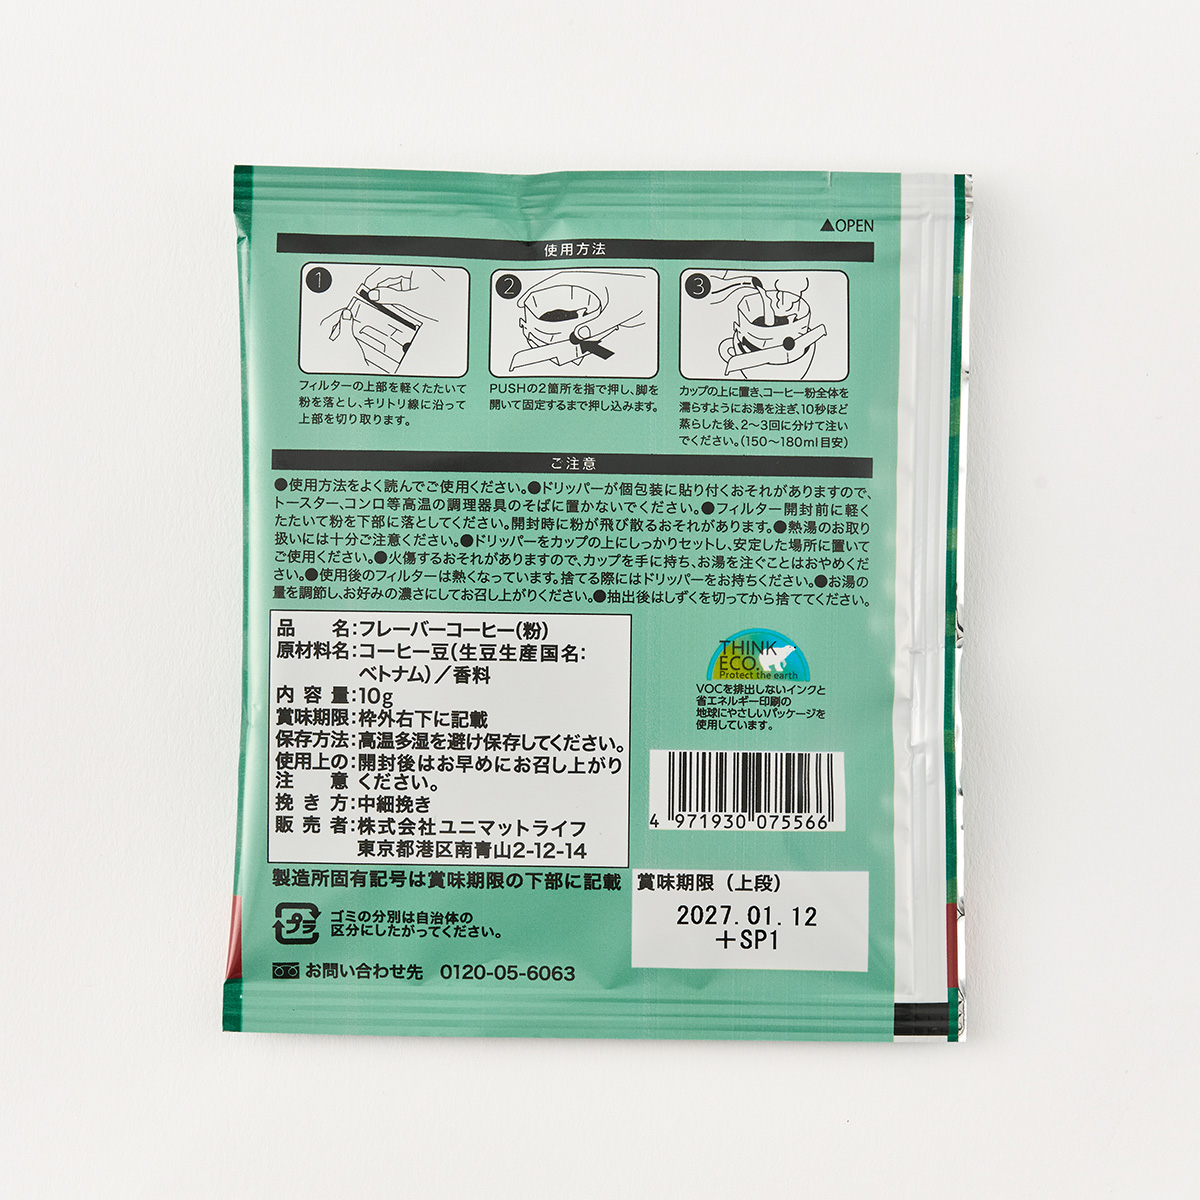 ▲OPEN
使用方法
1
フィルターの上部を軽くたたいて
粉を落とし、キリトリ線に沿って
上部を切り取ります。
2
PUSHの2箇所を指で押し、脚を
開いて固定するまで押し込みます。
3
カップの上に置き、コーヒー粉全体を
濡らすようにお湯を注ぎ、10秒ほど
蒸らした後、2〜3回に分けて注い
でください。(150〜180ml目安)
ご注意
●使用方法をよく読んでご使用ください。●ドリッパーが個包装に貼り付くおそれがありますので、
トースター、コンロ等高温の調理器具のそばに置かないでください。●フィルター開封前に軽く
たたいて粉を下部に落としてください。開封時に粉が飛び散るおそれがあります。●熱湯のお取り
扱いには十分ご注意ください。●ドリッパーをカップの上にしっかりセットし、安定した場所に置いて
ご使用ください。●火傷するおそれがありますので、カップを手に持ち、お湯を注ぐことはおやめくだ
さい。●使用後のフィルターは熱くなっています。捨てる際にはドリッパーをお持ちください。●お湯の
量を調節し、お好みの濃さにしてお召し上がりください。●抽出後はしずくを切ってから捨ててください。
品名:フレーバーコーヒー(粉)
原材料名:コーヒー豆(生豆生産国名:
ベトナム)/香料
内容量:10g
賞味期限:枠外右下に記載
保存方法:高温多湿を避け保存してください。
使用上の:開封後はお早めにお召し上がり
注意 ください。
挽き方:中細挽き
販売者:株式会社ユニマットライフ
東京都港区南青山2-12-14
製造所固有記号は賞味期限の下部に記載
プラ
ゴミの分別は自治体の
区分にしたがってください。
お問い合わせ先 0120-05-6063
THINK
ECO.
Protect the earth
VOCを排出しないインクと
省エネルギー印刷の
地球にやさしいパッケージを
使用しています。
4 971930 075566
賞味期限(上段)
2027.01.12
+SP1